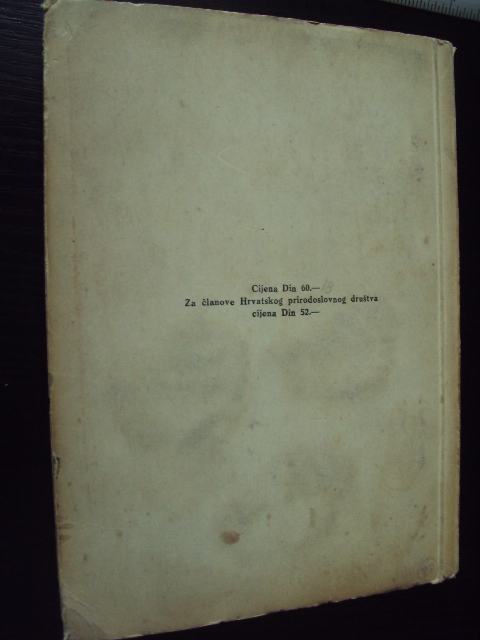 Cijena Din 60.—
Za članove Hrvatskog prirodoslovnog društva
cijena Din 52.—